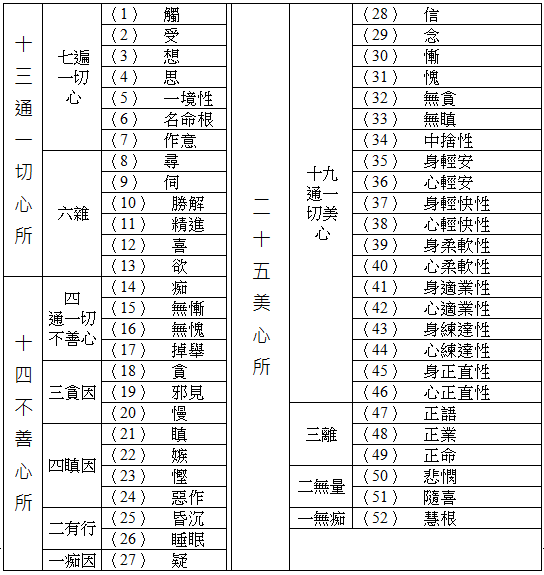 十三通一切心所
七遍
一切
心
(1) 觸
(2) 受
(3) 想
(4) 思
(5) 一境性
(6) 名命根
(7) 作意
六雜
(8) 尋
(9) 伺
(10) 勝解
(11) 精進
(12) 喜
(13) 欲
十四不善心所
四
通一切
不善心
(14) 痴
(15) 無慚
(16) 無愧
(17) 掉舉
三貪因
(18) 貪
(19) 邪見
(20) 慢
四瞋因
(21) 瞋
(22) 嫉
(23) 慳
(24) 惡作
二有行
(25) 昏沉
(26) 睡眠
一痴因
(27) 疑
二十五美心所
十九
通一
切美
心
(28) 信
(29) 念
(30) 慚
(31) 愧
(32) 無貪
(33) 無瞋
(34) 中捨性
(35) 身輕安
(36) 心輕安
(37) 身輕快性
(38) 心輕快性
(39) 身柔軟性
(40) 心柔軟性
(41) 身適業性
(42) 心適業性
(43) 身練達性
(44) 心練達性
(45) 身正直性
(46) 心正直性
三離
(47) 正語
(48) 正業
(49) 正命
二無量
(50) 悲憫
(51) 隨喜
一無痴
(52) 慧根